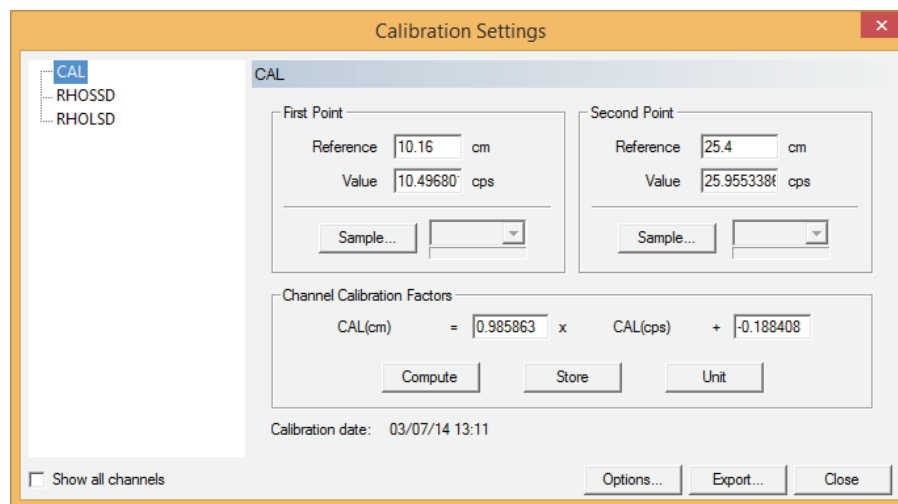 Calibration Settings
CAL
RHOSSD
RHOLSD
CAL
First Point
Reference 10.16 cm
Value 10.49680 cps
Sample...
Second Point
Reference 25.4 cm
Value 25.9553386 cps
Sample...
Channel Calibration Factors
CAL(cm) = 0.985863 x CAL(cps) + -0.188408
Compute Store Unit
Calibration date: 03/07/14 13:11
Show all channels
Options... Export... Close